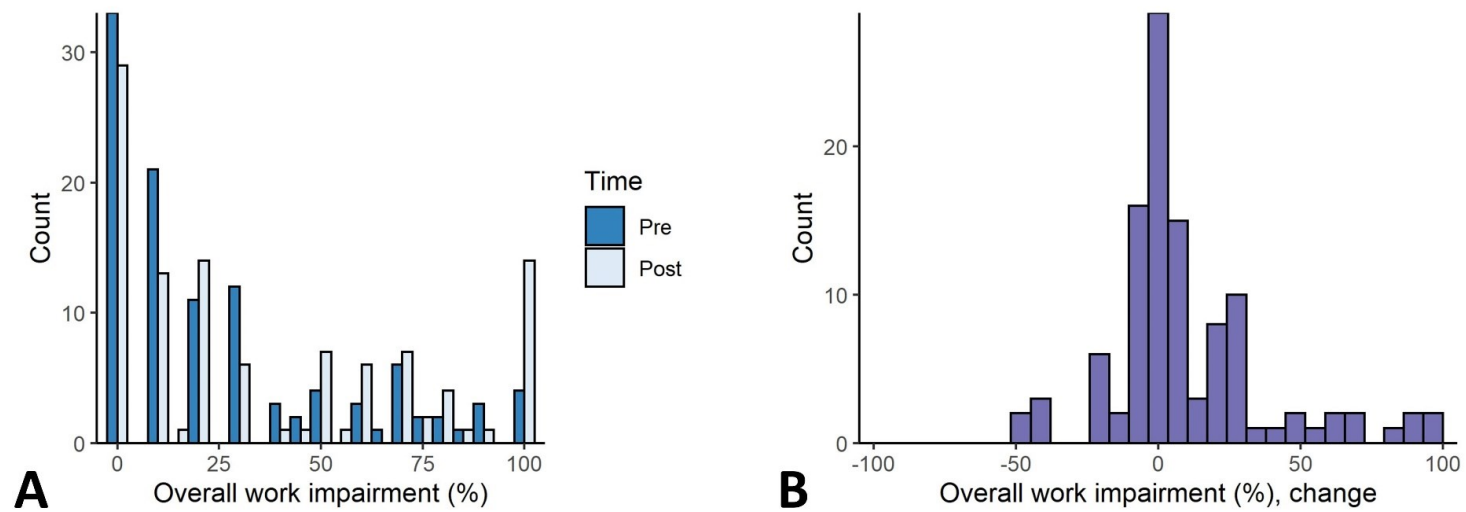 30
20
10
0
Count
0 25 50 75 100
Overall work impairment (%)
A
Time
Pre
Post
20
10
0
Count
-100 -50 0 50 100
Overall work impairment (%), change
B